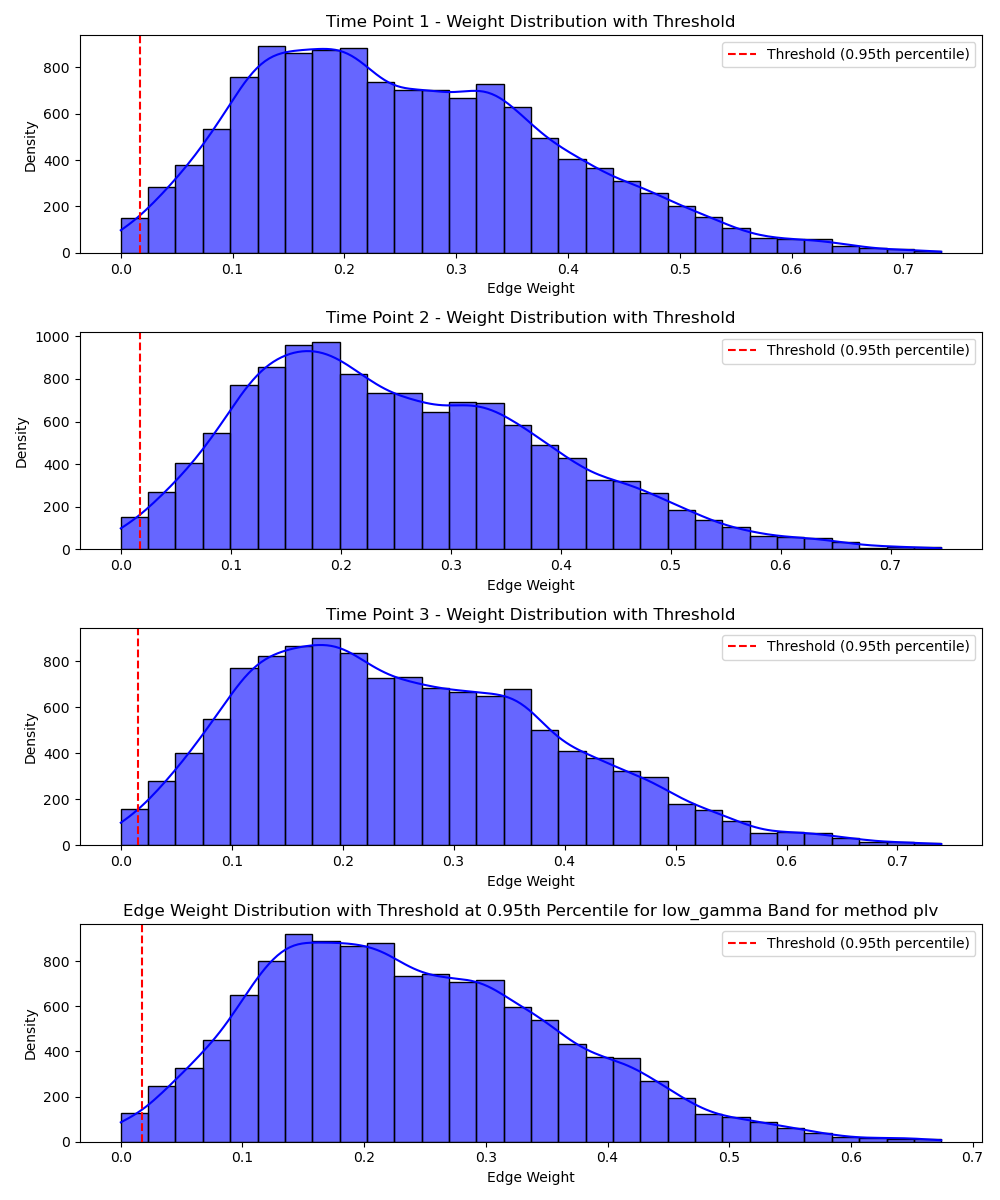 Time Point 1 - Weight Distribution with Threshold
Threshold (0.95th percentile)
Density
800
600
400
200
0
0.0 0.1 0.2 0.3 0.4 0.5 0.6 0.7
Edge Weight
Time Point 2 - Weight Distribution with Threshold
Threshold (0.95th percentile)
Density
1000
800
600
400
200
0
0.0 0.1 0.2 0.3 0.4 0.5 0.6 0.7
Edge Weight
Time Point 3 - Weight Distribution with Threshold
Threshold (0.95th percentile)
Density
800
600
400
200
0
0.0 0.1 0.2 0.3 0.4 0.5 0.6 0.7
Edge Weight
Edge Weight Distribution with Threshold at 0.95th Percentile for low_gamma Band for method plv
Threshold (0.95th percentile)
Density
800
600
400
200
0
0.0 0.1 0.2 0.3 0.4 0.5 0.6 0.7
Edge Weight